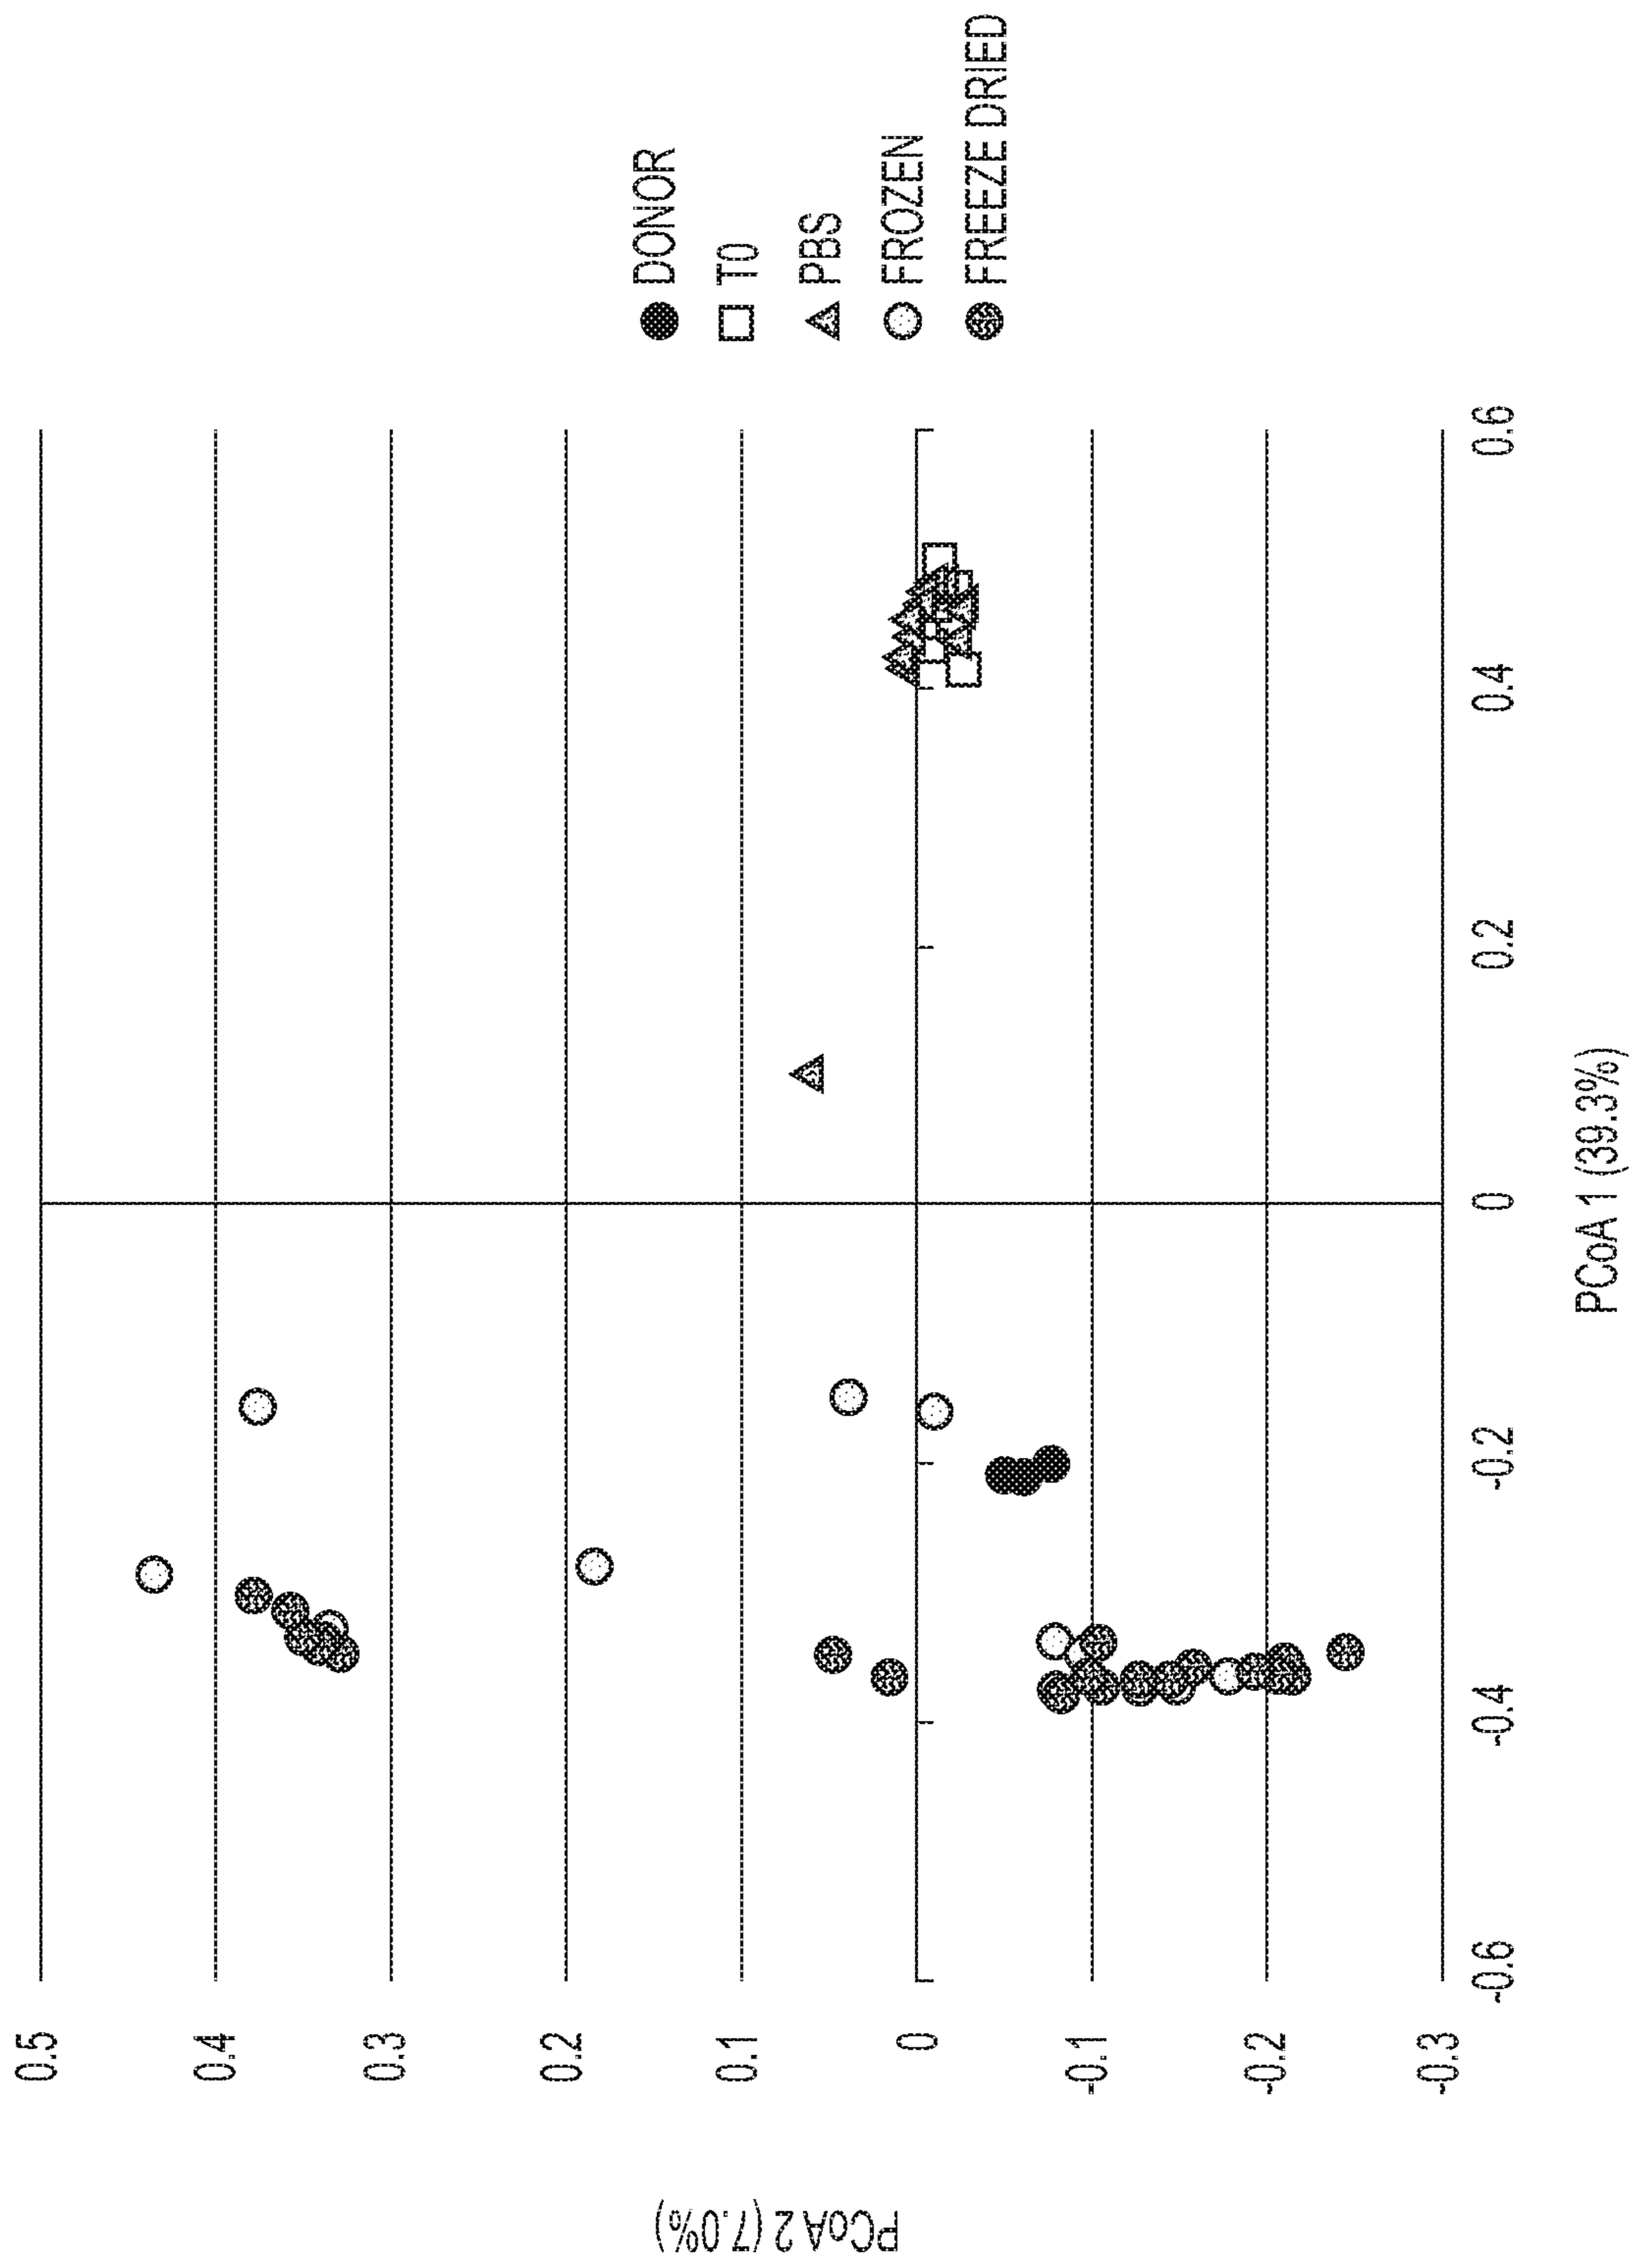 PCoA 2 (7.0%)
0.5
0.4
0.3
0.2
0.1
0
-0.1
-0.2
-0.3
-0.6
-0.4
-0.2
0
0.2
0.4
0.6
PCoA 1 (39.3%)
DONOR
T0
PBS
FROZEN
FREEZE DRIED